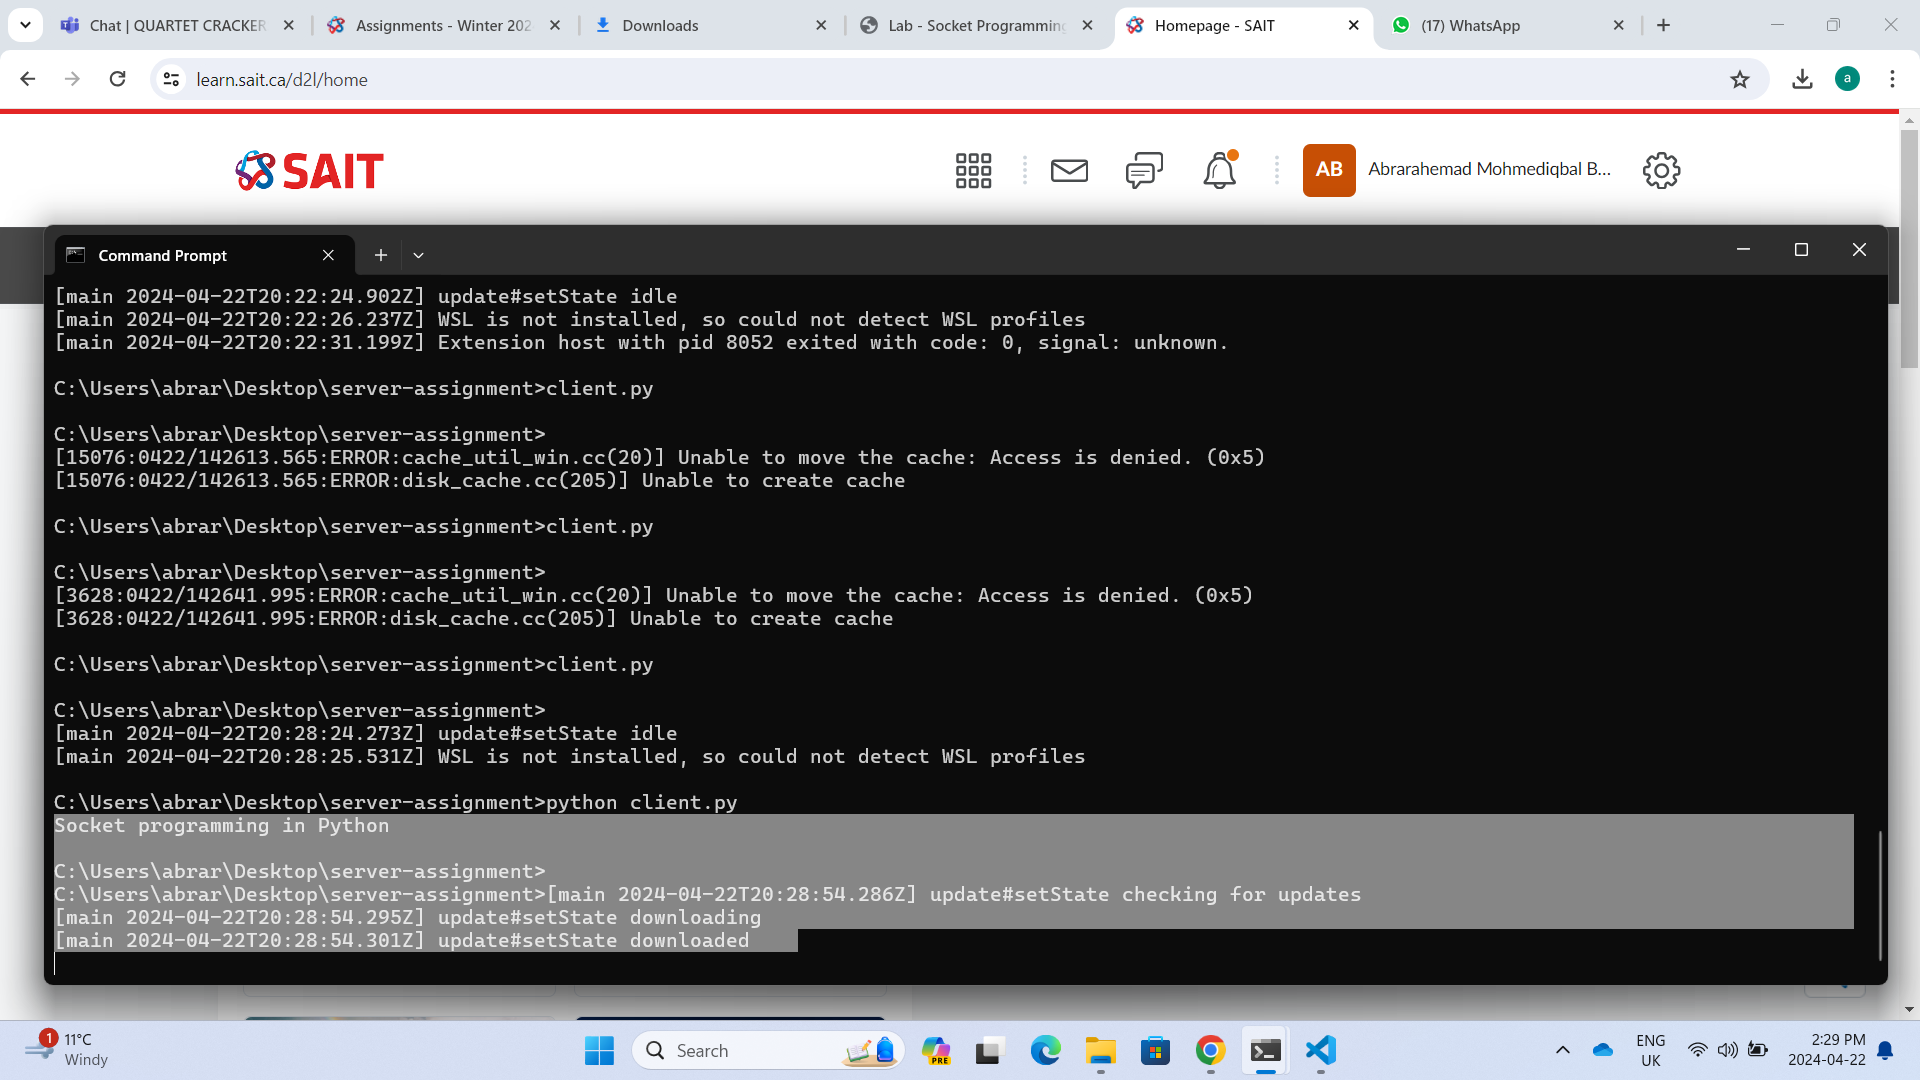 Chat | QUARTET CRACKER
Assignments - Winter 202
Downloads
Lab - Socket Programming
Homepage - SAIT
(17) WhatsApp
learn.sait.ca/d2l/home
a
SAIT
AB
Abrarahemad Mohmediqbal B...
Command Prompt
[main 2024-04-22T20:22:24.902Z] update#setState idle
[main 2024-04-22T20:22:26.237Z] WSL is not installed, so could not detect WSL profiles
[main 2024-04-22T20:22:31.199Z] Extension host with pid 8052 exited with code: 0, signal: unknown.
C:\Users\abrar\Desktop\server-assignment>client.py
C:\Users\abrar\Desktop\server-assignment>
[15076:0422/142613.565:ERROR:cache_util_win.cc(20)] Unable to move the cache: Access is denied. (0x5)
[15076:0422/142613.565:ERROR:disk_cache.cc(205)] Unable to create cache
C:\Users\abrar\Desktop\server-assignment>client.py
C:\Users\abrar\Desktop\server-assignment>
[3628:0422/142641.995:ERROR:cache_util_win.cc(20)] Unable to move the cache: Access is denied. (0x5)
[3628:0422/142641.995:ERROR:disk_cache.cc(205)] Unable to create cache
C:\Users\abrar\Desktop\server-assignment>client.py
C:\Users\abrar\Desktop\server-assignment>
[main 2024-04-22T20:28:24.273Z] update#setState idle
[main 2024-04-22T20:28:25.531Z] WSL is not installed, so could not detect WSL profiles
C:\Users\abrar\Desktop\server-assignment>python client.py
Socket programming in Python
C:\Users\abrar\Desktop\server-assignment>
C:\Users\abrar\Desktop\server-assignment>[main 2024-04-22T20:28:54.286Z] update#setState checking for updates
[main 2024-04-22T20:28:54.295Z] update#setState downloading
[main 2024-04-22T20:28:54.301Z] update#setState downloaded
1
11°C
Windy
Search
PRE
ENG
UK
2:29 PM
2024-04-22